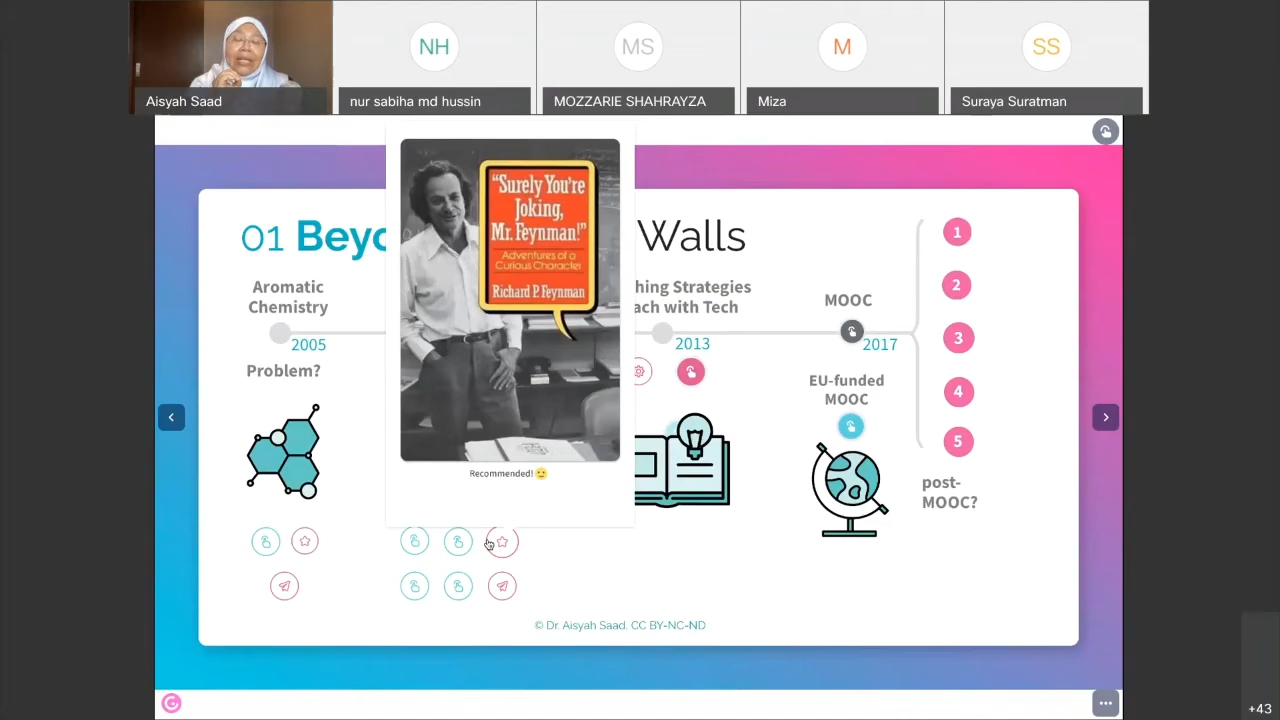 NH
MS
M
SS
Aisyah Saad
nur sabiha md hussin
MOZZARIE SHAHRAYZA
Miza
Suraya Suratman
01 Beyo
Walls
"Surely You're
Joking,
Mr. Feynman!"
Adventures of a
Curious Character
Richard P. Feynman
Recommended!
Aromatic
Chemistry
2005
Problem?
hing Strategies
ach with Tech
2013
MOOC
2017
EU-funded
MOOC
1
2
3
4
5
post-
MOOC?
© Dr. Aisyah Saad. CC BY-NC-ND
+43